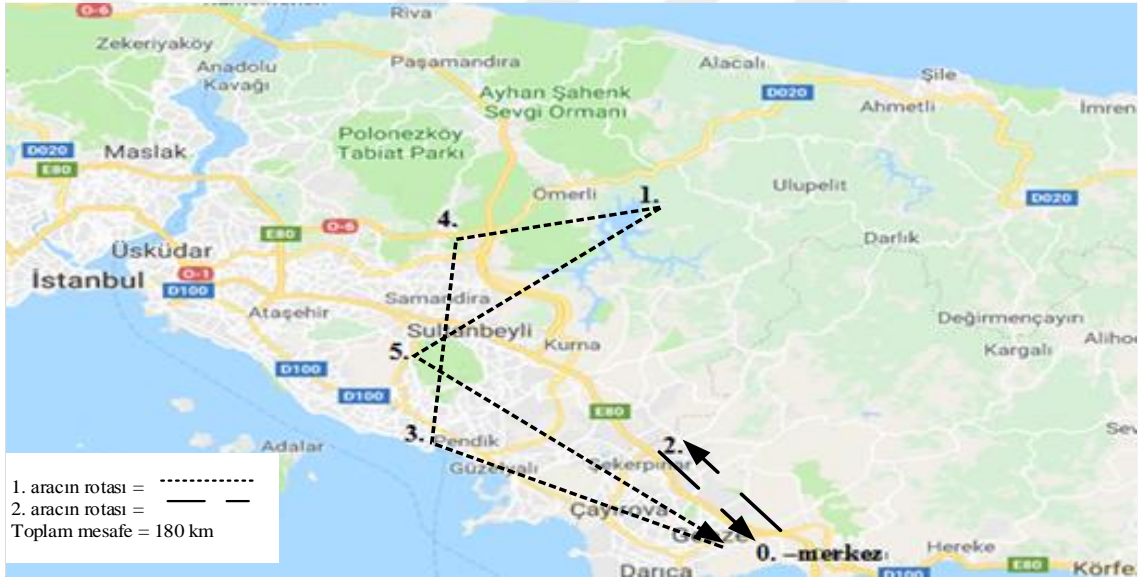 Riva
O-6
Zekeriyaköy
Anadolu
Kavağı
Paşamandıra
Alacalı
Şile
D020
Ahmetli
İmren
Ayhan Şahenk
Sevgi Ormanı
Polonezköy
Tabiat Parkı
D020
Maslak
E80
Ömerli
1.
Ulupelit
D020
4.
E80
O-6
Darlık
Üsküdar
O-1
İstanbul
D100
Samandıra
Ataşehir
Sultanbeyli
Kurna
Değirmençayırı
Kargalı
Aliho
5.
D100
D100
E80
3.
Pendik
2.
Adalar
Güzelyalı
Şekerpınar
Çayırova
0. –merkez
Hereke
Darıca
D100
E80
Körfe
1. aracın rotası =
2. aracın rotası =
Toplam mesafe = 180 km